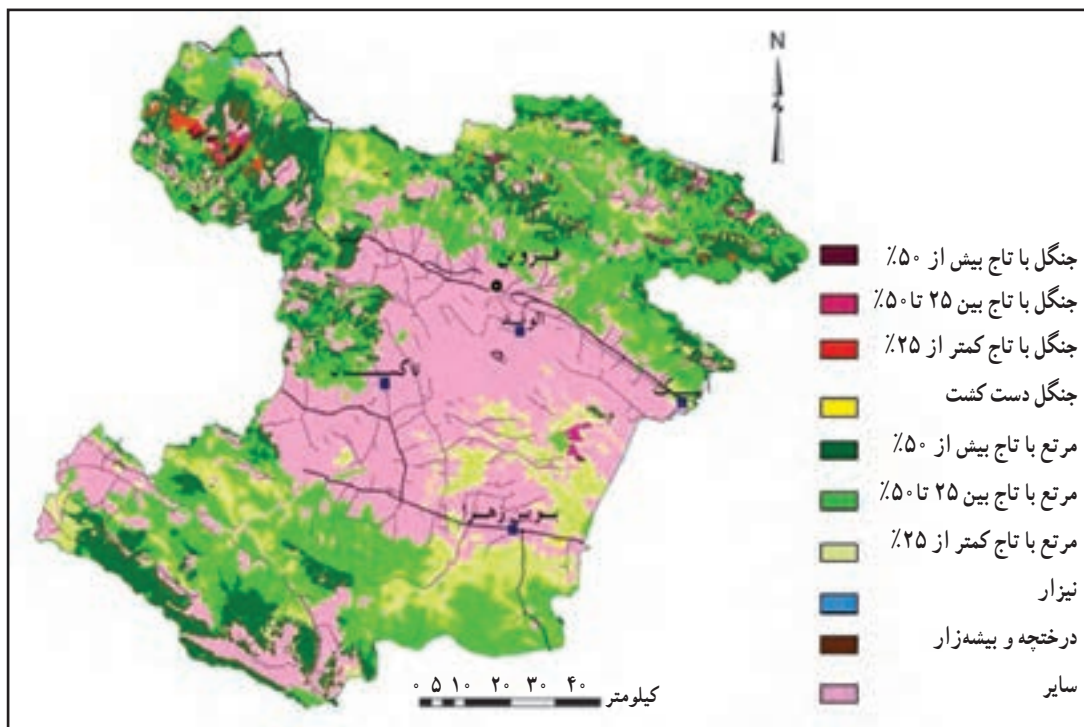 N
قزوین
الوند
تاکستان
بوئین زهرا
جنگل با تاج بیش از ۵۰٪
جنگل با تاج بین ۲۵ تا ۵۰٪
جنگل با تاج کمتر از ۲۵٪
جنگل دست کشت
مرتع با تاج بیش از ۵۰٪
مرتع با تاج بین ۲۵ تا ۵۰٪
مرتع با تاج کمتر از ۲۵٪
نیزار
درختچه و بیشه‌زار
سایر
۰ ۵ ۱۰ ۲۰ ۳۰ ۴۰
کیلومتر